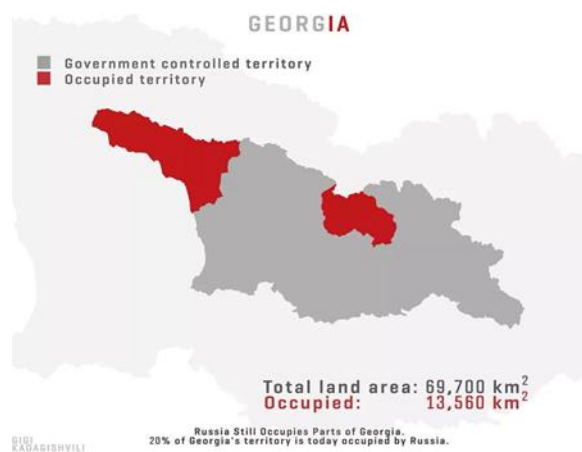 GEORGIA
Government controlled territory
Occupied territory
Total land area: 69,700 km²
Occupied: 13,560 km²
Russia Still Occupies Parts of Georgia.
20% of Georgia's territory is today occupied by Russia.
GIGI
KADAGISHVILI